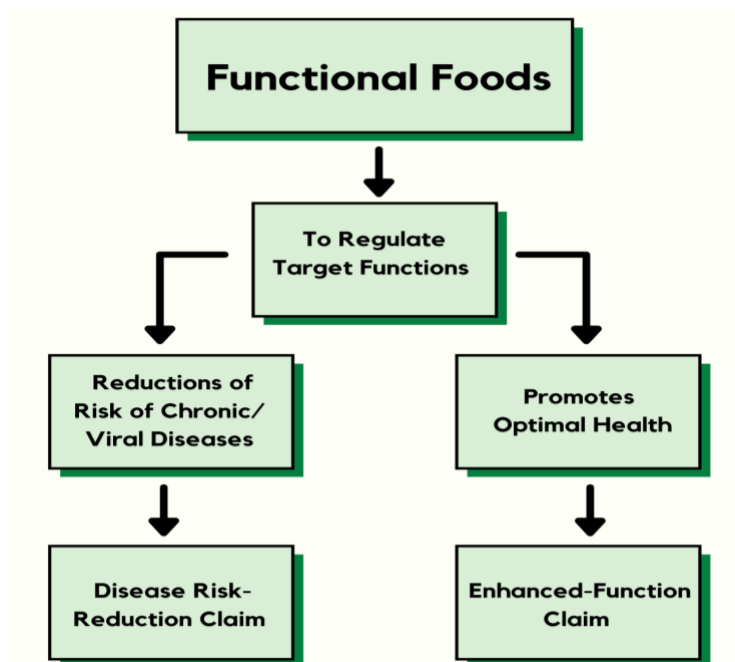 Functional Foods
To Regulate
Target Functions
Reductions of
Risk of Chronic/
Viral Diseases
Promotes
Optimal Health
Disease Risk-
Reduction Claim
Enhanced-Function
Claim